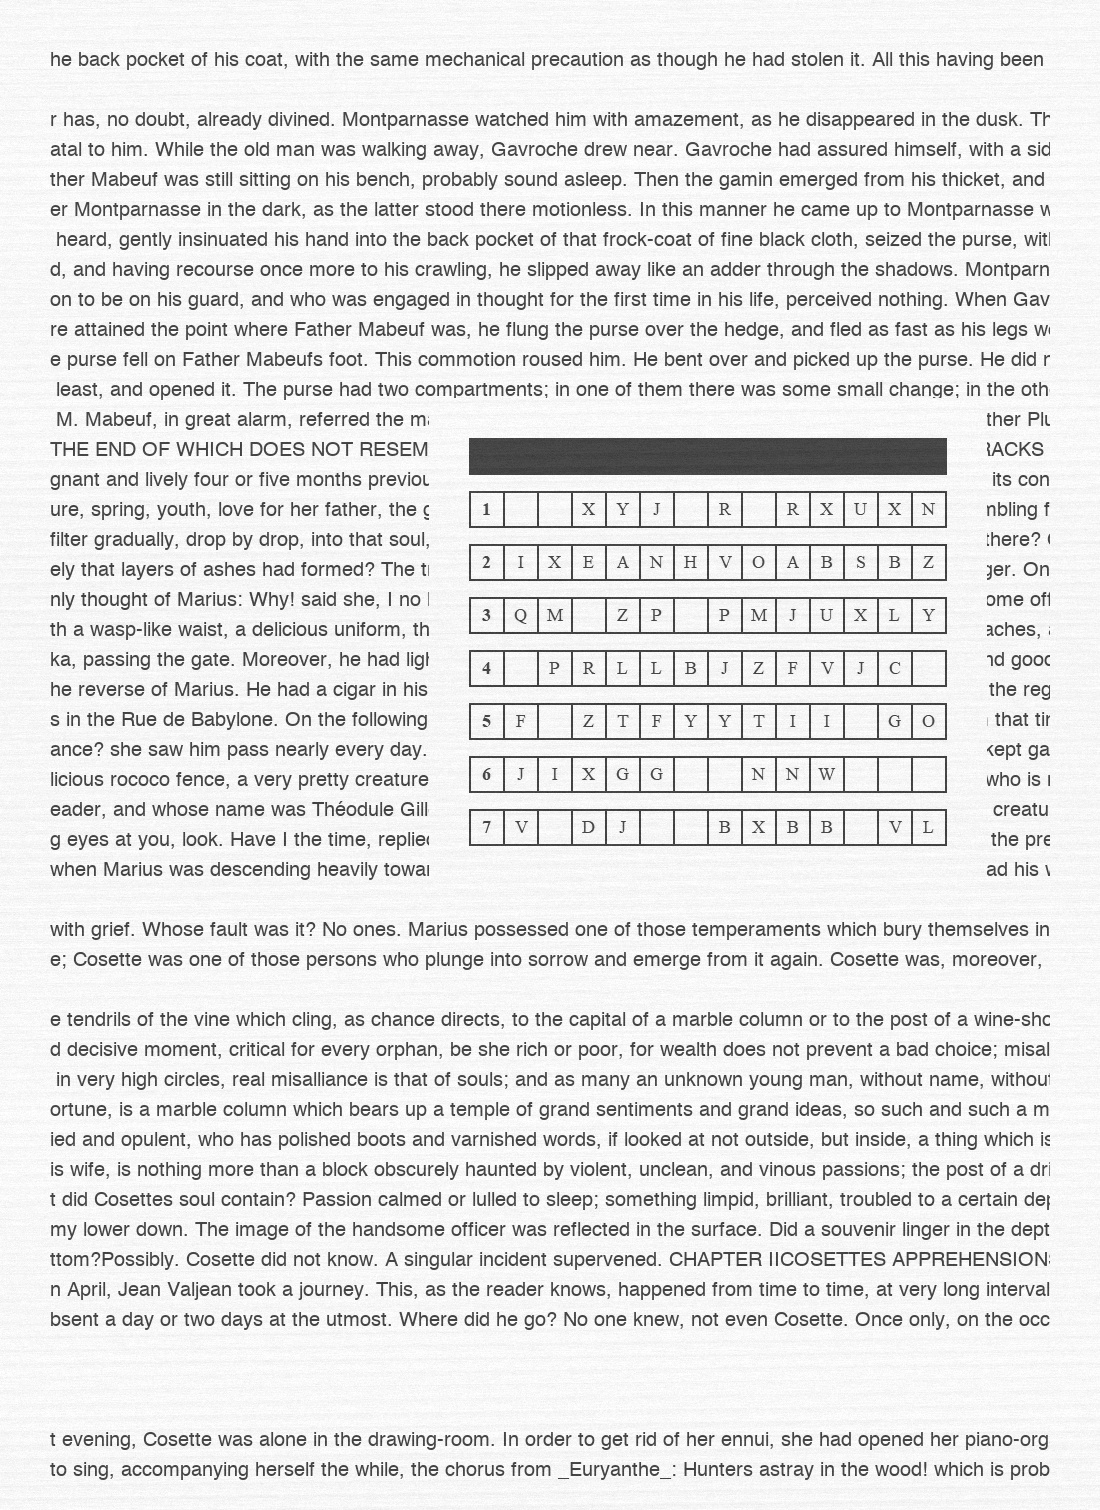 he back pocket of his coat, with the same mechanical precaution as though he had stolen it. All this having been
r has, no doubt, already divined. Montparnasse watched him with amazement, as he disappeared in the dusk. Th
atal to him. While the old man was walking away, Gavroche drew near. Gavroche had assured himself, with a sid
ther Mabeuf was still sitting on his bench, probably sound asleep. Then the gamin emerged from his thicket, and
er Montparnasse in the dark, as the latter stood there motionless. In this manner he came up to Montparnasse w
heard, gently insinuated his hand into the back pocket of that frock-coat of fine black cloth, seized the purse, with
d, and having recourse once more to his crawling, he slipped away like an adder through the shadows. Montparn
on to be on his guard, and who was engaged in thought for the first time in his life, perceived nothing. When Gav
re attained the point where Father Mabeuf was, he flung the purse over the hedge, and fled as fast as his legs we
e purse fell on Father Mabeufs foot. This commotion roused him. He bent over and picked up the purse. He did n
least, and opened it. The purse had two compartments; in one of them there was some small change; in the oth
M. Mabeuf, in great alarm, referred the ma ther Plu
THE END OF WHICH DOES NOT RESEM RACKS
gnant and lively four or five months previou its con
ure, spring, youth, love for her father, the g mbling f
filter gradually, drop by drop, into that soul, there?
ely that layers of ashes had formed? The tr ger. On
nly thought of Marius: Why! said she, I no ome off
th a wasp-like waist, a delicious uniform, th aches,
ka, passing the gate. Moreover, he had ligh nd good
he reverse of Marius. He had a cigar in his the reg
s in the Rue de Babylone. On the following that tim
ance? she saw him pass nearly every day. kept ga
licious rococo fence, a very pretty creature who is
eader, and whose name was Théodule Gill creatu
g eyes at you, look. Have I the time, replied the pre
when Marius was descending heavily towar ad his
1 X Y J R R X U X N
2 I X E A N H V O A B S B Z
3 Q M Z P P M J U X L Y
4 P R L L B J Z F V J C
5 F Z T F Y Y T I I G O
6 J I X G G N N W
7 V D J B X B B V L
with grief. Whose fault was it? No ones. Marius possessed one of those temperaments which bury themselves in
e; Cosette was one of those persons who plunge into sorrow and emerge from it again. Cosette was, moreover,
e tendrils of the vine which cling, as chance directs, to the capital of a marble column or to the post of a wine-sho
d decisive moment, critical for every orphan, be she rich or poor, for wealth does not prevent a bad choice; misal
in very high circles, real misalliance is that of souls; and as many an unknown young man, without name, without
ortune, is a marble column which bears up a temple of grand sentiments and grand ideas, so such and such a m
ied and opulent, who has polished boots and varnished words, if looked at not outside, but inside, a thing which is
is wife, is nothing more than a block obscurely haunted by violent, unclean, and vinous passions; the post of a dri
t did Cosettes soul contain? Passion calmed or lulled to sleep; something limpid, brilliant, troubled to a certain dep
my lower down. The image of the handsome officer was reflected in the surface. Did a souvenir linger in the dept
ttom?Possibly. Cosette did not know. A singular incident supervened. CHAPTER IICOSETTES APPREHENSIONS
n April, Jean Valjean took a journey. This, as the reader knows, happened from time to time, at very long interval
bsent a day or two days at the utmost. Where did he go? No one knew, not even Cosette. Once only, on the occ
t evening, Cosette was alone in the drawing-room. In order to get rid of her ennui, she had opened her piano-org
to sing, accompanying herself the while, the chorus from _Euryanthe_: Hunters astray in the wood! which is prob